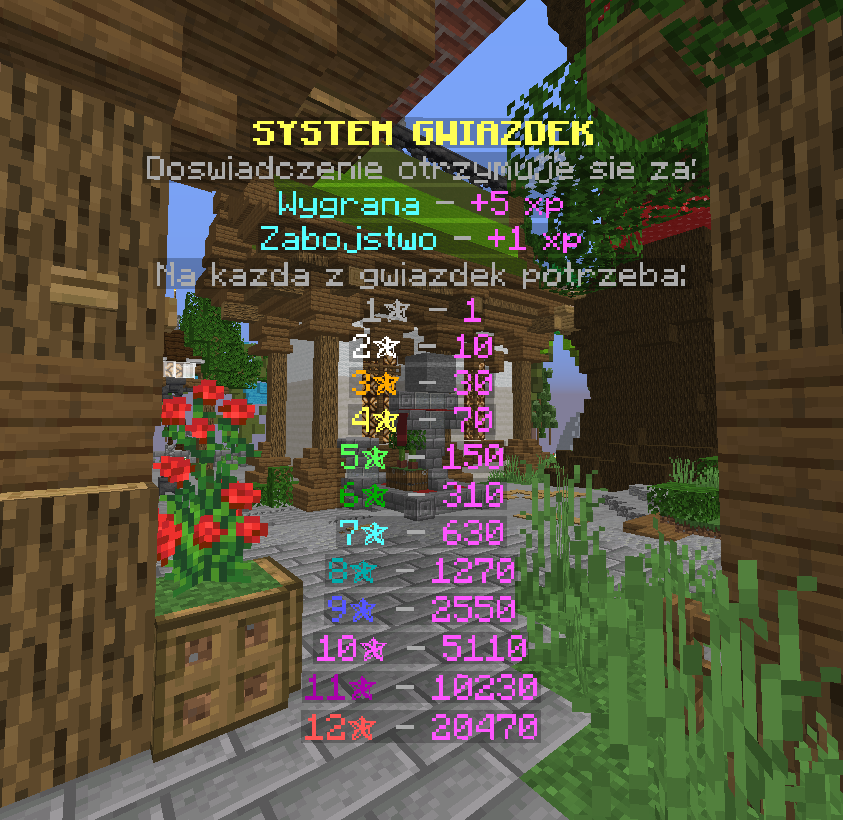 SYSTEM GWIAZDEK
Doswiadczenie otrzymuje sie za:
Wygrana - +5 xp
Zabojstwo - +1 xp
Na kazda z gwiazdek potrzeba:
1✯ - 1
2✯ - 10
3✯ - 30
4✯ - 70
5✯ - 150
6✯ - 310
7✯ - 630
8✯ - 1270
9✯ - 2550
10✯ - 5110
11✯ - 10230
12✯ - 20470